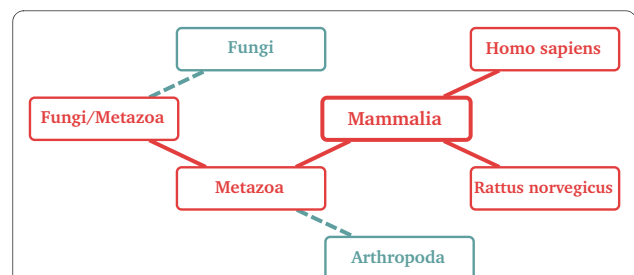 Fungi
Homo sapiens
Fungi/Metazoa
Mammalia
Metazoa
Rattus norvegicus
Arthropoda